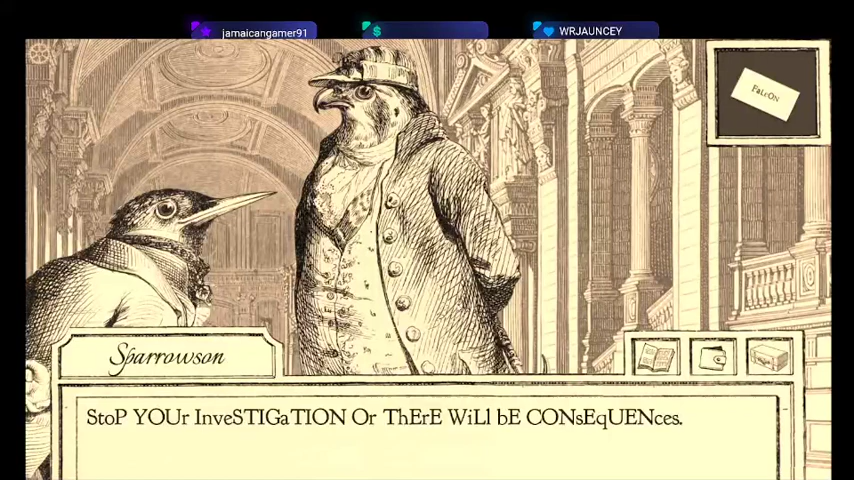 jamaicangamer91
$
WRJAUNCEY
FaLcON
Sparrowson
StoP YOUr InveSTIGaTION Or ThErE WiLl bE CONsEqUENces.